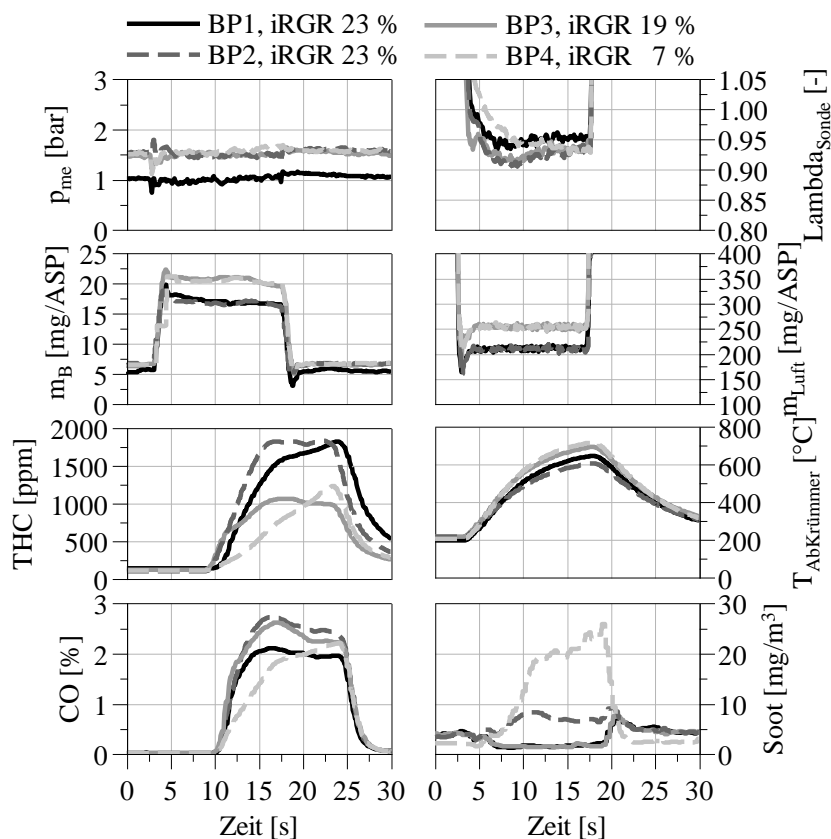 BP1, iRGR 23 %
BP3, iRGR 19 %
BP2, iRGR 23 %
BP4, iRGR 7 %
p_me [bar]
3
2
1
0
Lambda_Sonde [-]
1.05
1.00
0.95
0.90
0.85
0.80
m_B [mg/ASP]
25
20
15
10
5
0
m_Luft [mg/ASP]
400
350
300
250
200
150
100
THC [ppm]
2000
1500
1000
500
0
T_AbKrümmer [°C]
800
600
400
200
0
CO [%]
3
2
1
0
Soot [mg/m³]
30
20
10
0
0 5 10 15 20 25 30
0 5 10 15 20 25 30
Zeit [s]
Zeit [s]